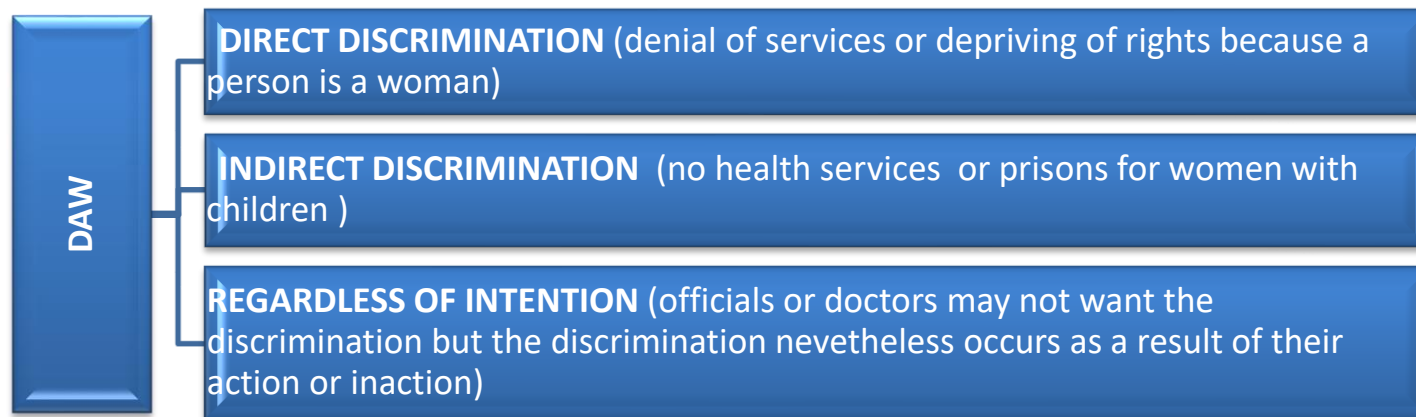 DAW
DIRECT DISCRIMINATION (denial of services or depriving of rights because a
person is a woman)
INDIRECT DISCRIMINATION (no health services or prisons for women with
children )
REGARDLESS OF INTENTION (officials or doctors may not want the
discrimination but the discrimination nevetheless occurs as a result of their
action or inaction)